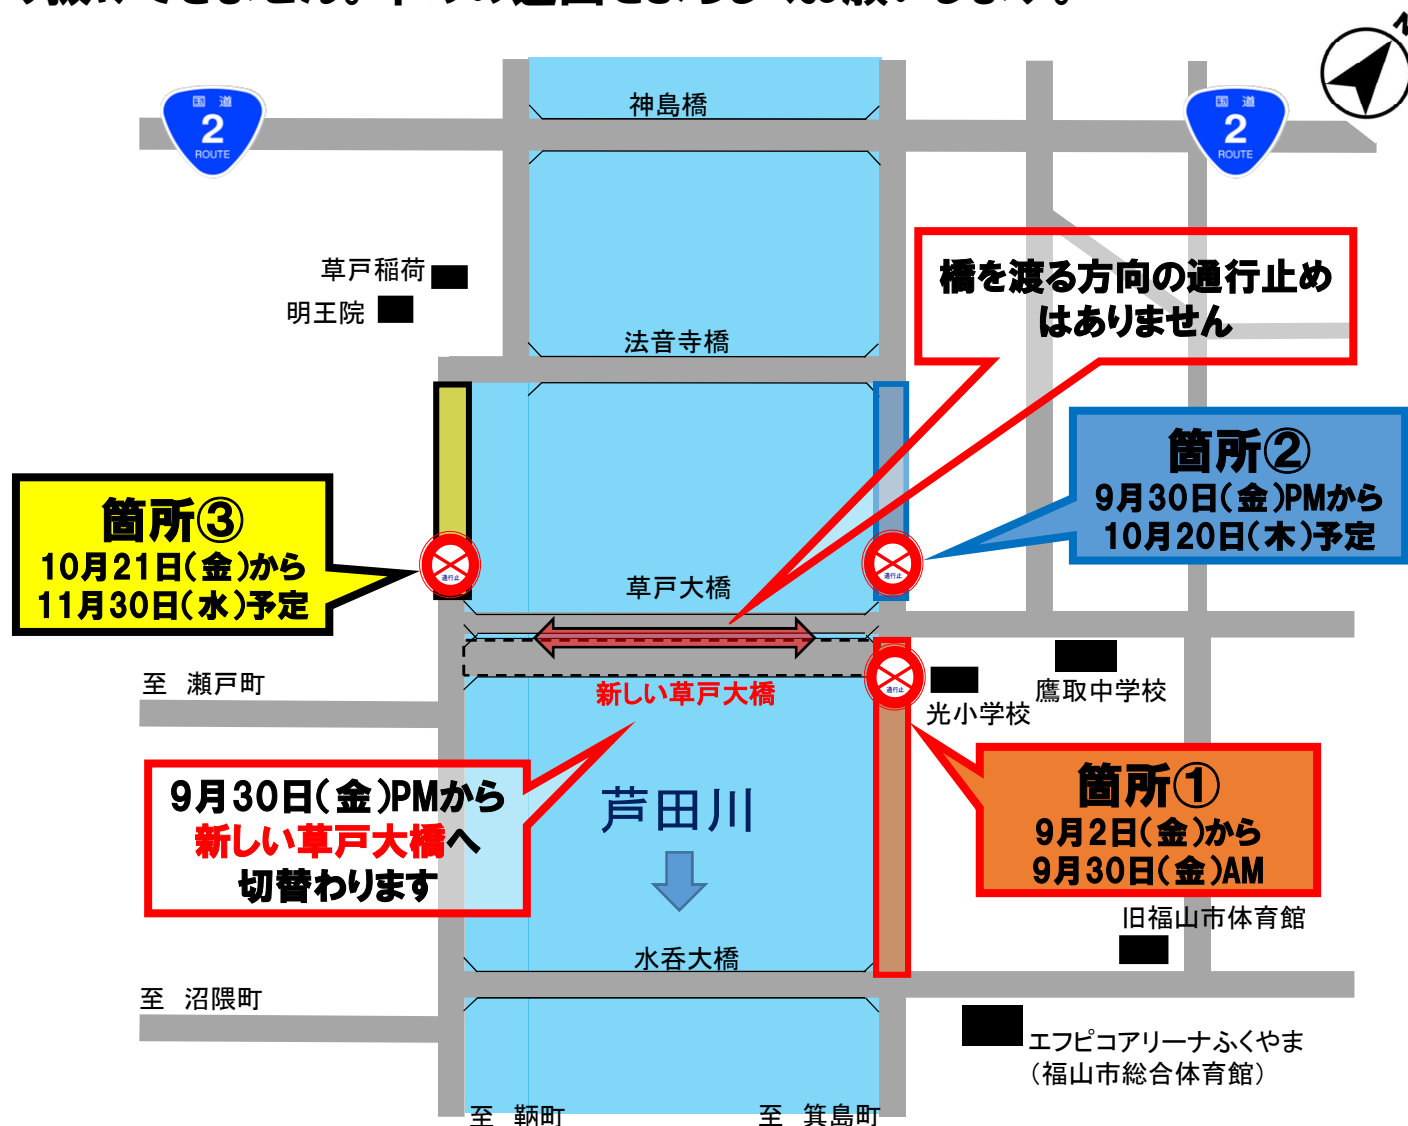 神島橋
国道
2
ROUTE
国道
2
ROUTE
草戸稲荷
明王院
法音寺橋
橋を渡る方向の通行止め
はありません
箇所②
9月30日(金)PMから
10月20日(木)予定
箇所③
10月21日(金)から
11月30日(水)予定
通行止
通行止
草戸大橋
至 瀬戸町
新しい草戸大橋
通行止
光小学校
鷹取中学校
9月30日(金)PMから
新しい草戸大橋へ
切替わります
芦田川
箇所①
9月2日(金)から
9月30日(金)AM
旧福山市体育館
水呑大橋
至 沼隈町
エフピコアリーナふくやま
(福山市総合体育館)
至 鞆町
至 箕島町